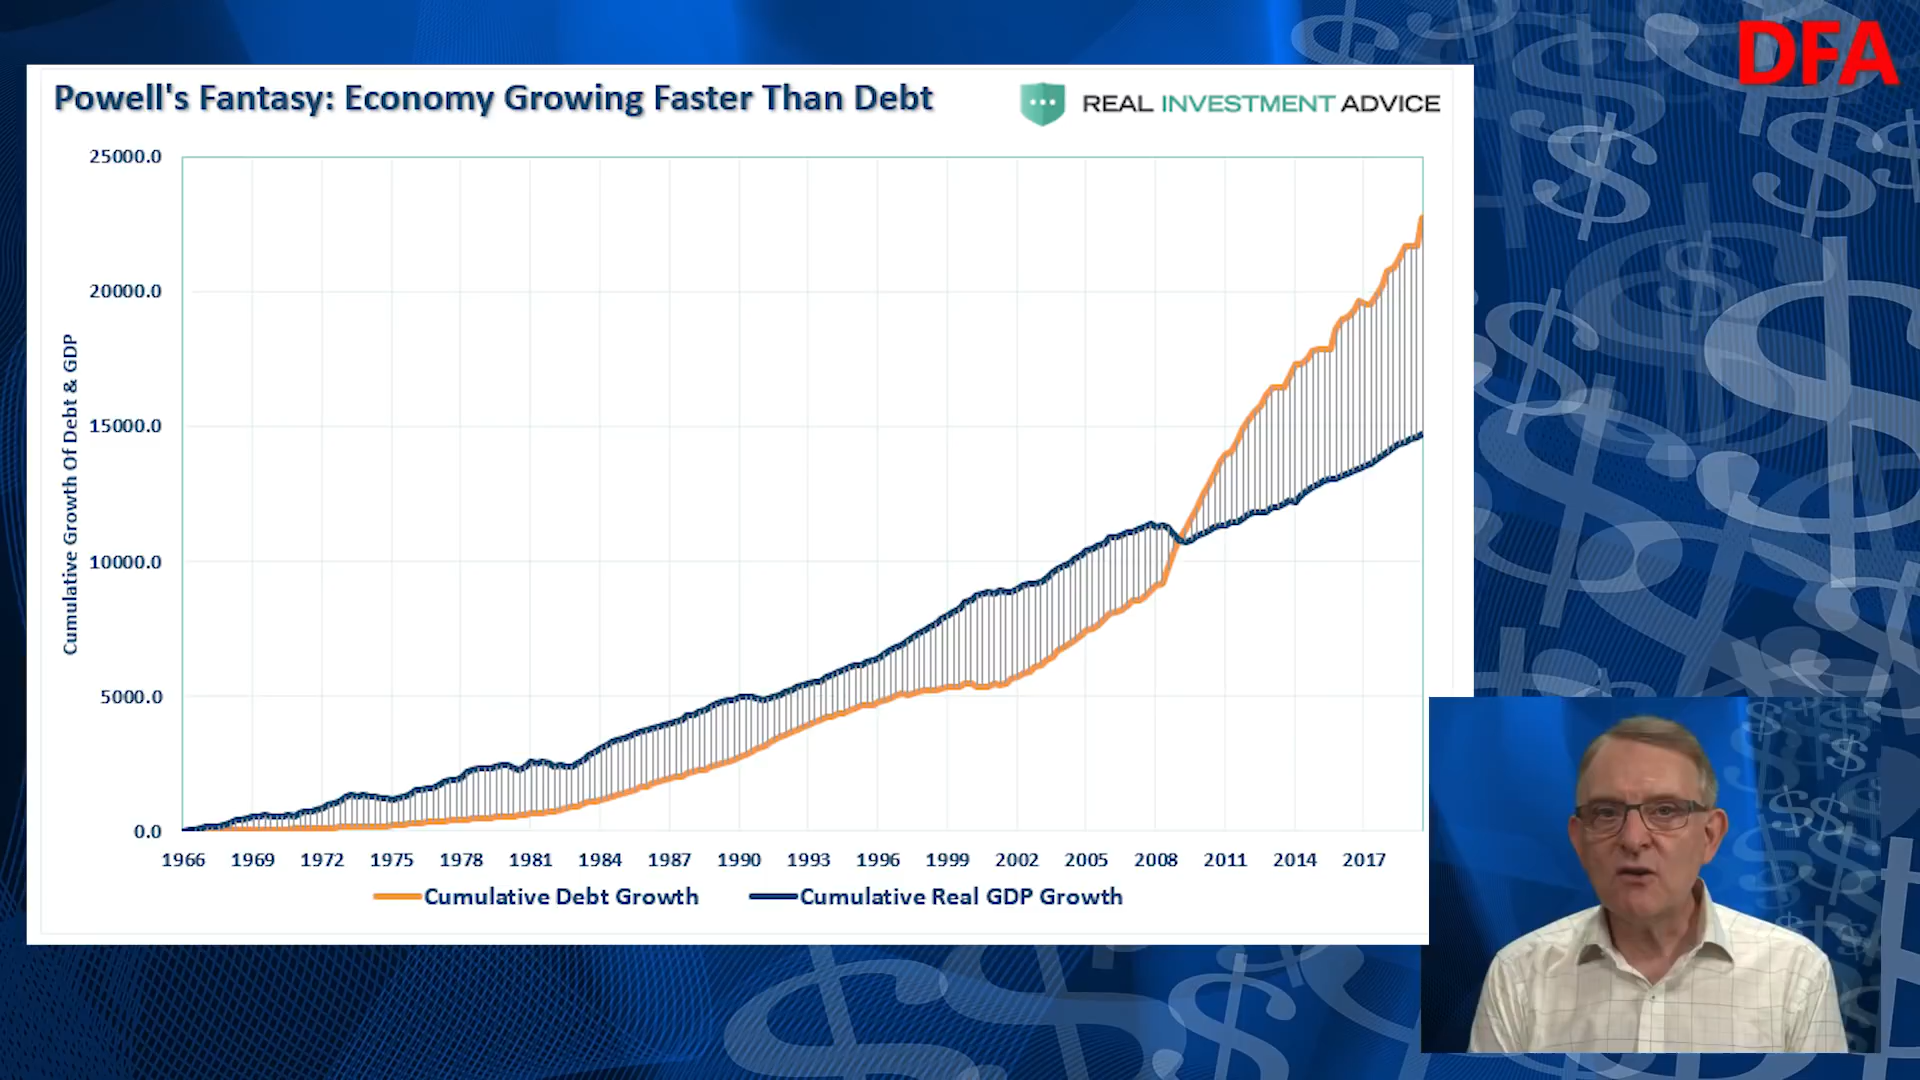 DFA
Powell's Fantasy: Economy Growing Faster Than Debt
REAL INVESTMENT ADVICE
Cumulative Growth Of Debt & GDP
25000.0
20000.0
15000.0
10000.0
5000.0
0.0
1966 1969 1972 1975 1978 1981 1984 1987 1990 1993 1996 1999 2002 2005 2008 2011 2014 2017
Cumulative Debt Growth Cumulative Real GDP Growth